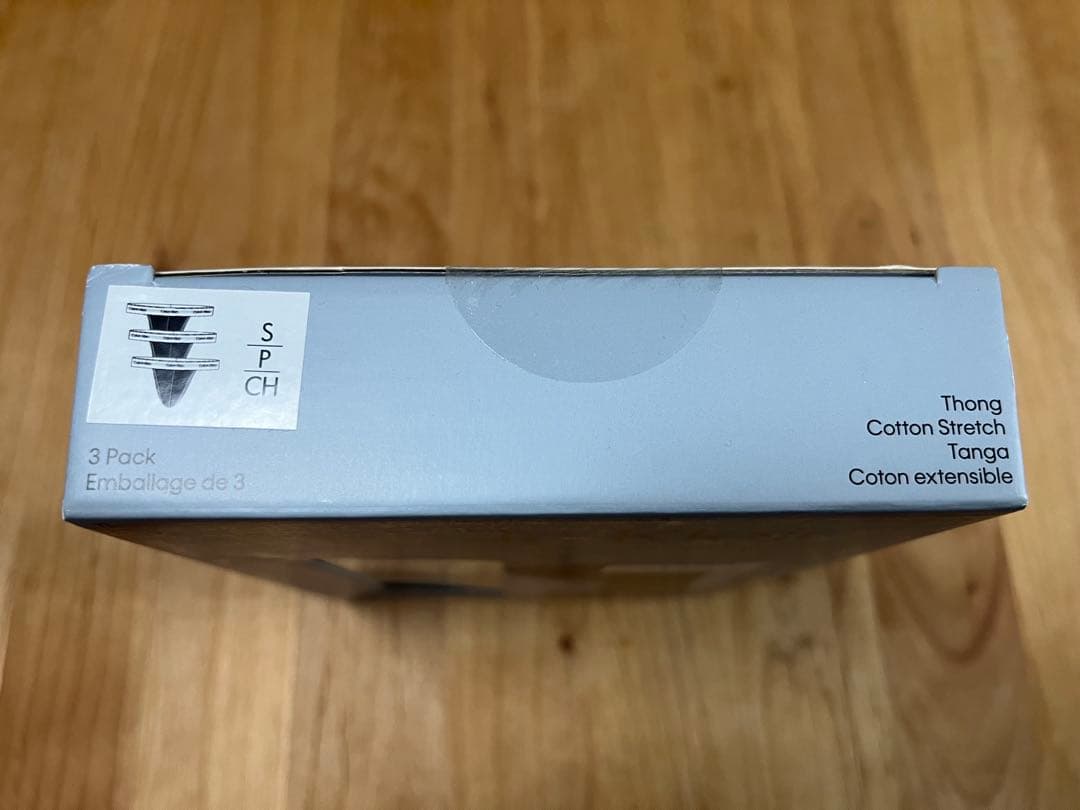 S
P
CH
3 Pack
Emballage de 3
Thong
Cotton Stretch
Tanga
Coton extensible